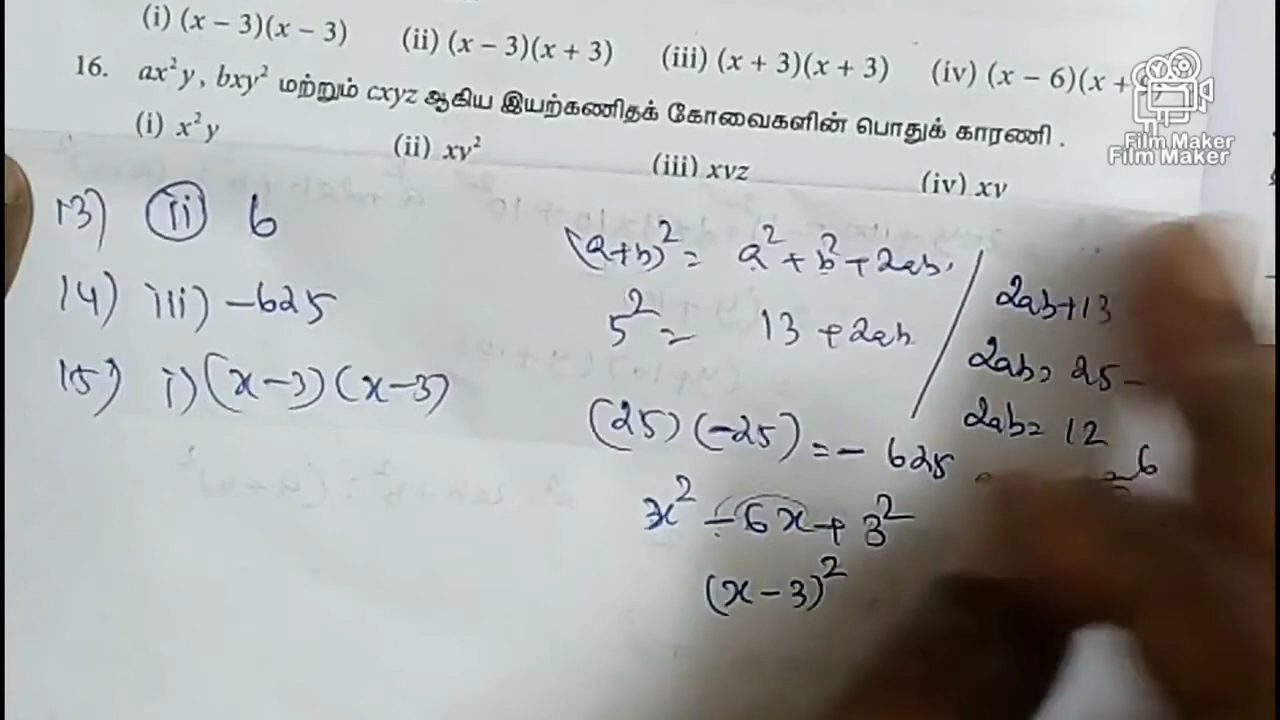 (i) (x − 3)(x − 3) (ii) (x − 3)(x + 3) (iii) (x + 3)(x + 3) (iv) (x − 6)(x +
16. ax²y, bxy² மற்றும் cxyz ஆகிய இயற்கணிதக் கோவைகளின் பொதுக் காரணி .
(i) x²y (ii) xy² (iii) xyz (iv) xy
Film Maker
Film Maker
13) (ii) 6
14) iii) −625
15) i) (x−3) (x−3)
(a+b)² = a² + b² + 2ab
5² = 13 + 2ab
(25) (−25) = − 625
x² − 6x + 3²
(x − 3)²
2ab+13
2ab = 25 −
2ab = 12
6